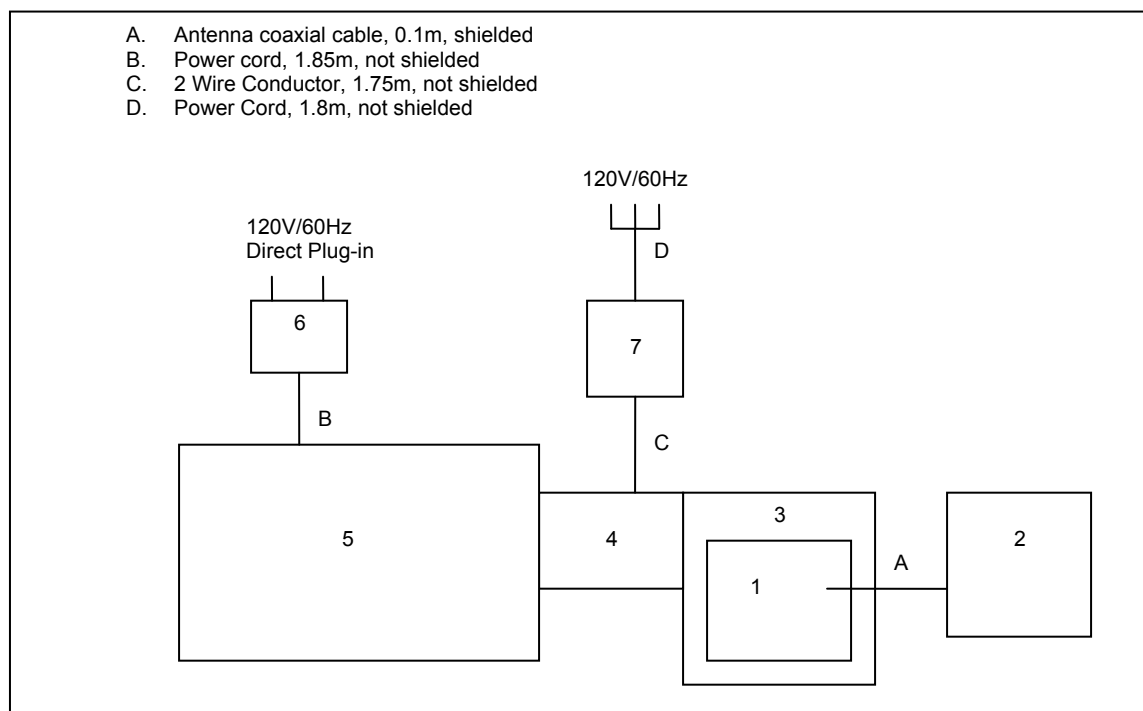 A. Antenna coaxial cable, 0.1m, shielded
B. Power cord, 1.85m, not shielded
C. 2 Wire Conductor, 1.75m, not shielded
D. Power Cord, 1.8m, not shielded
120V/60Hz
120V/60Hz
Direct Plug-in
D
6
7
B
C
3
5
4
2
A
1